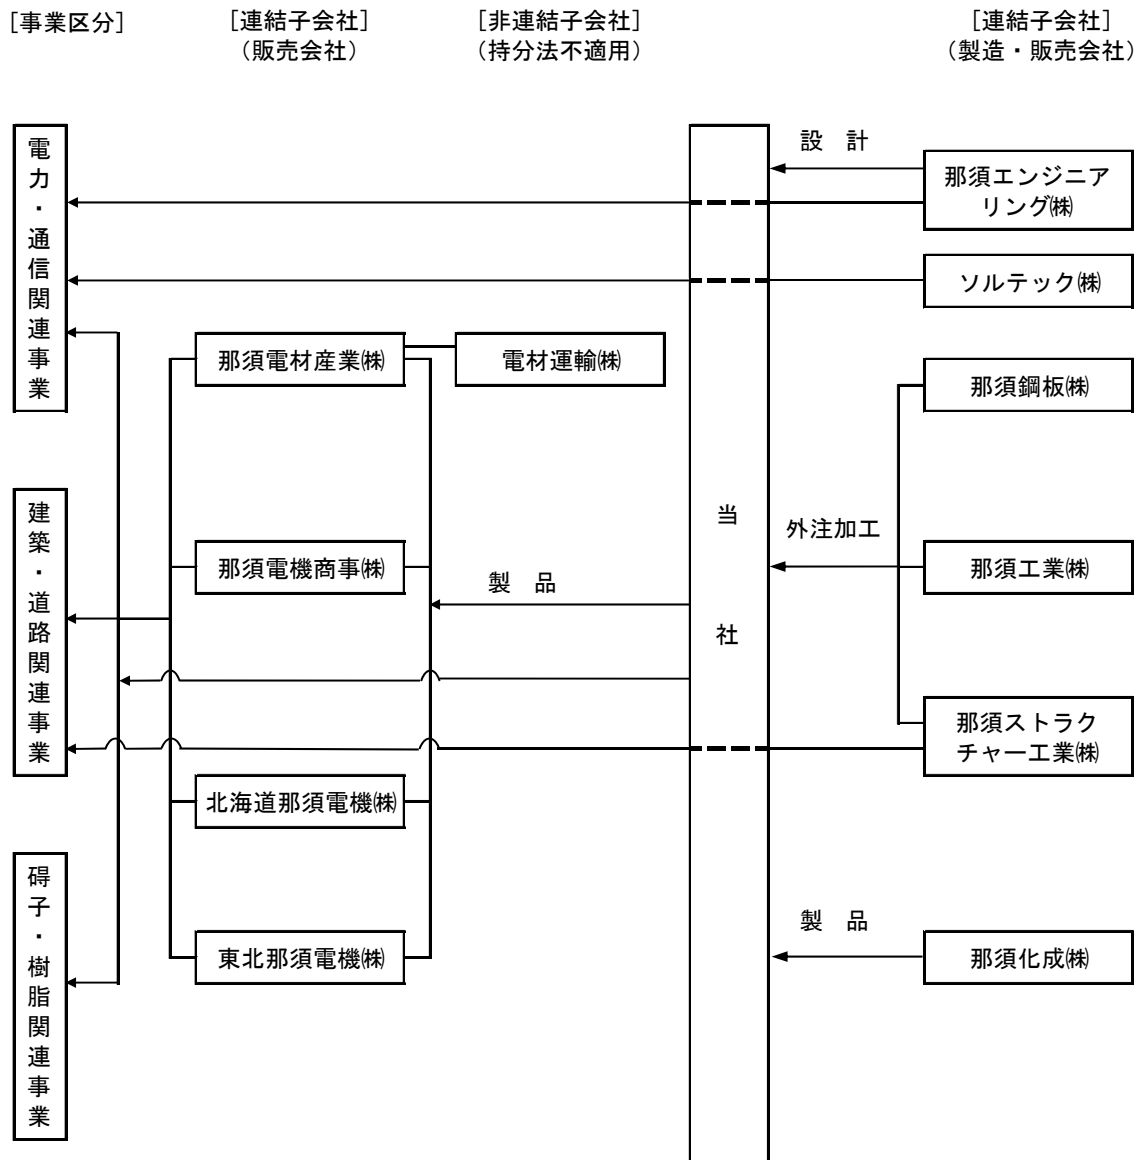 [事業区分]
[連結子会社]
(販売会社)
[非連結子会社]
(持分法不適用)
[連結子会社]
(製造・販売会社)
電力・通信関連事業
建築・道路関連事業
碍子・樹脂関連事業
那須電材産業㈱
電材運輸㈱
那須電機商事㈱
北海道那須電機㈱
東北那須電機㈱
製 品
当社
設 計
外注加工
製 品
那須エンジニア
リング㈱
ソルテック㈱
那須鋼板㈱
那須工業㈱
那須ストラク
チャー工業㈱
那須化成㈱